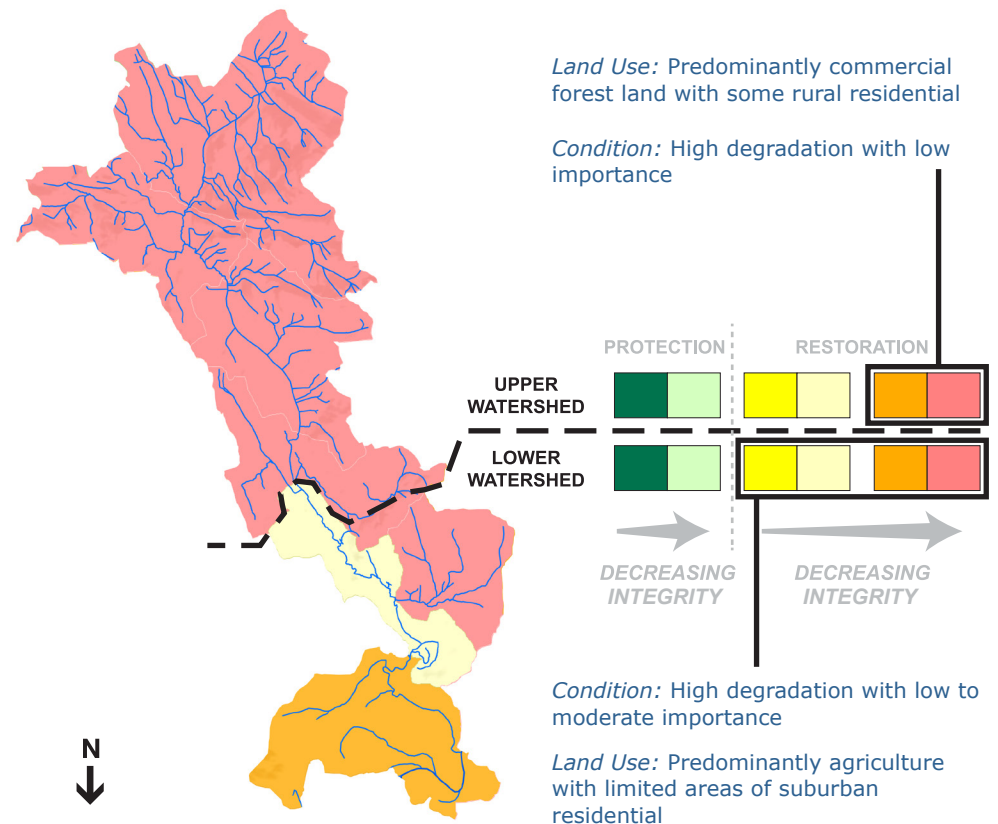 Land Use: Predominantly commercial
forest land with some rural residential
Condition: High degradation with low
importance
PROTECTION
RESTORATION
UPPER
WATERSHED
LOWER
WATERSHED
DECREASING
INTEGRITY
DECREASING
INTEGRITY
Condition: High degradation with low to
moderate importance
Land Use: Predominantly agriculture
with limited areas of suburban
residential
N